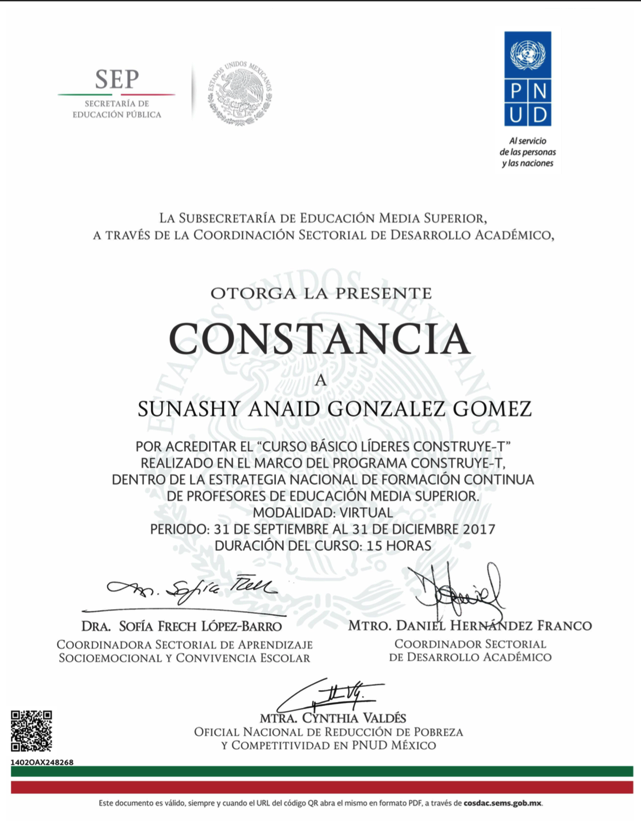 SEP
SECRETARÍA DE
EDUCACIÓN PÚBLICA
ESTADOS UNIDOS MEXICANOS
P N
U D
Al servicio
de las personas
y las naciones
LA SUBSECRETARÍA DE EDUCACIÓN MEDIA SUPERIOR,
A TRAVÉS DE LA COORDINACIÓN SECTORIAL DE DESARROLLO ACADÉMICO,
ESTADOS UNIDOS MEXICANOS
OTORGA LA PRESENTE
CONSTANCIA
A
SUNASHY ANAID GONZALEZ GOMEZ
POR ACREDITAR EL "CURSO BÁSICO LÍDERES CONSTRUYE-T"
REALIZADO EN EL MARCO DEL PROGRAMA CONSTRUYE-T,
DENTRO DE LA ESTRATEGIA NACIONAL DE FORMACIÓN CONTINUA
DE PROFESORES DE EDUCACIÓN MEDIA SUPERIOR.
MODALIDAD: VIRTUAL
PERIODO: 31 DE SEPTIEMBRE AL 31 DE DICIEMBRE 2017
DURACIÓN DEL CURSO: 15 HORAS
DRA. SOFÍA FRECH LÓPEZ-BARRO
COORDINADORA SECTORIAL DE APRENDIZAJE
SOCIOEMOCIONAL Y CONVIVENCIA ESCOLAR
MTRO. DANIEL HERNÁNDEZ FRANCO
COORDINADOR SECTORIAL
DE DESARROLLO ACADÉMICO
MTRA. CYNTHIA VALDÉS
OFICIAL NACIONAL DE REDUCCIÓN DE POBREZA
Y COMPETITIVIDAD EN PNUD MÉXICO
1402OAX248268
Este documento es válido, siempre y cuando el URL del código QR abra el mismo en formato PDF, a través de cosdac.sems.gob.mx.